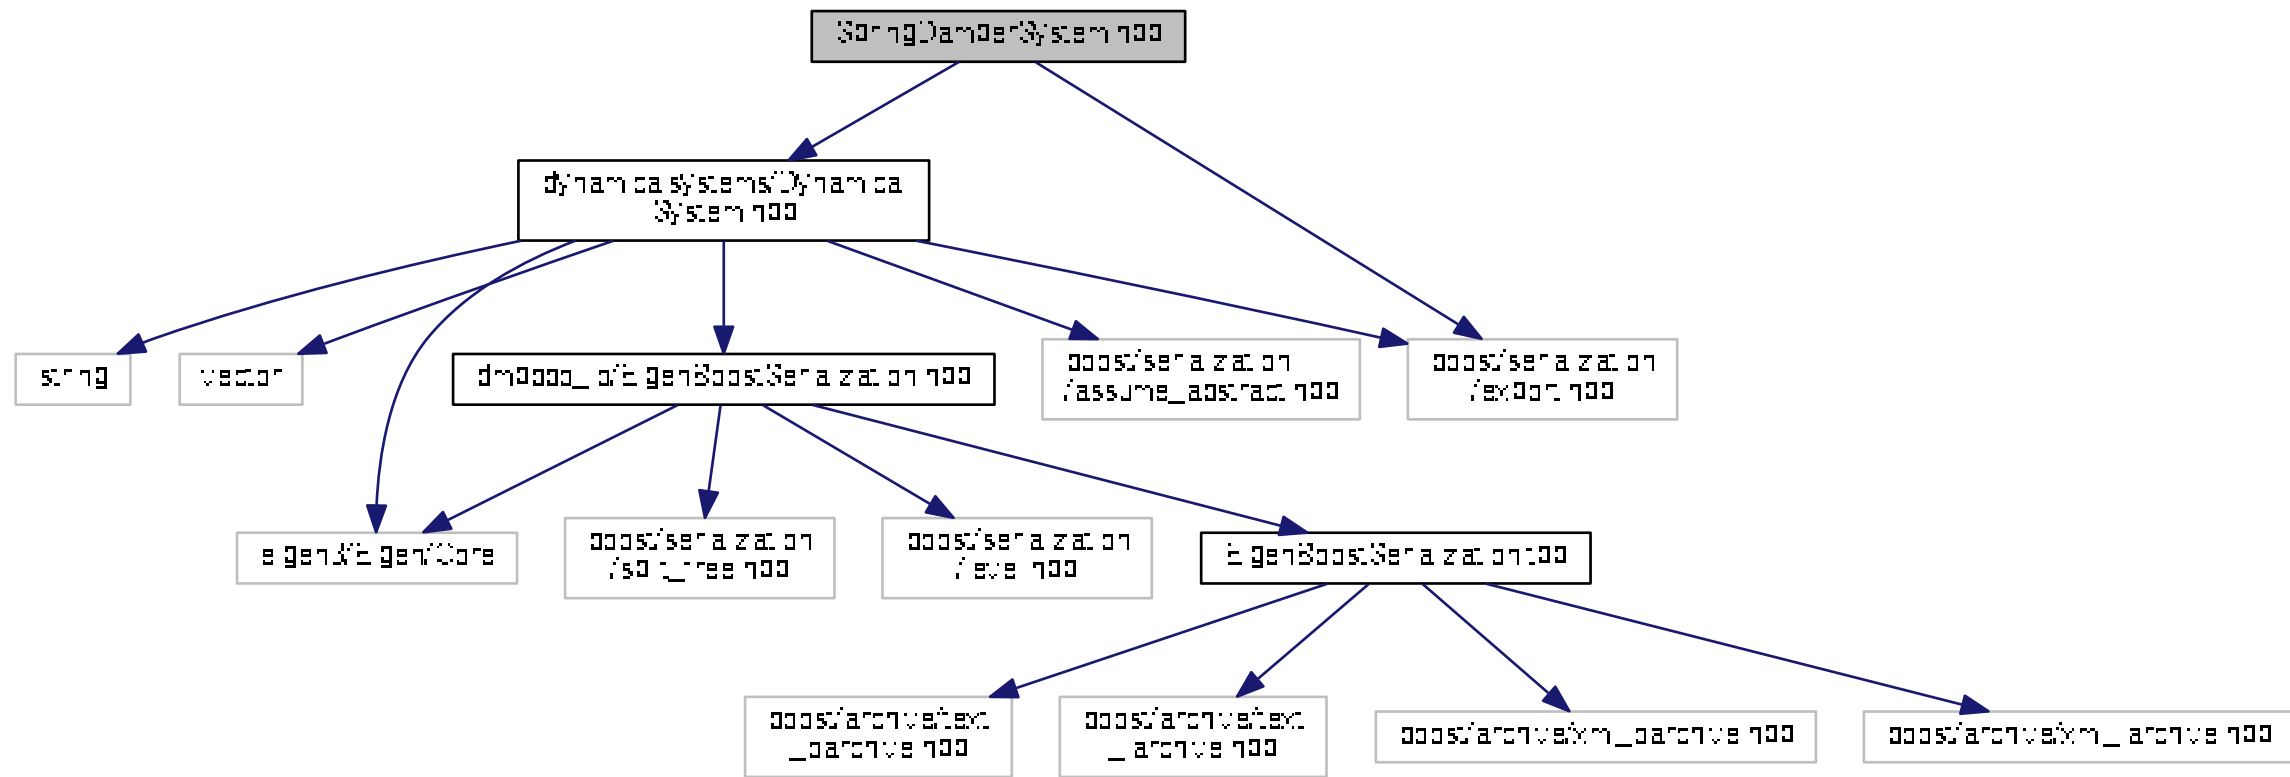 SpringDamperSystem.hpp
dynamicalsystems/Dynamical
System.hpp
string
vector
dmpbbo_io/EigenBoostSerialization.hpp
boost/serialization
/assume_abstract.hpp
boost/serialization
/export.hpp
eigen3/Eigen/Core
boost/serialization
/split_free.hpp
boost/serialization
/level.hpp
EigenBoostSerialization.tpp
boost/archive/text
_oarchive.hpp
boost/archive/text
_iarchive.hpp
boost/archive/xml_oarchive.hpp
boost/archive/xml_iarchive.hpp